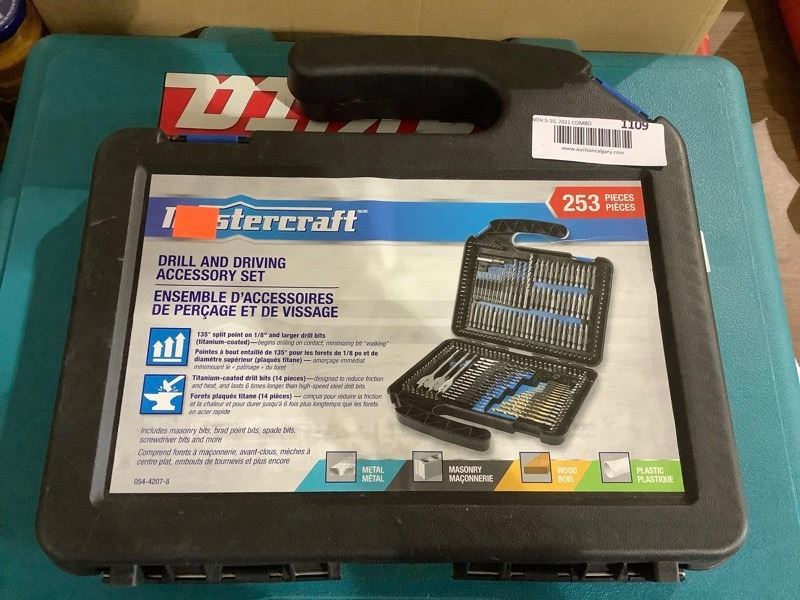 NOV 5-10, 2021 COMBO
1109
www.auctioncalgary.com
253 PIECES
PIÈCES
stercraft
DRILL AND DRIVING
ACCESSORY SET
ENSEMBLE D'ACCESSOIRES
DE PERÇAGE ET DE VISSAGE
135° split point on 1/8" and larger drill bits
(titanium-coated) — begins drilling on contact, minimizing bit "walking"
Pointes à bout entaillé de 135° pour les forets de 1/8 po et de
diamètre supérieur (plaqués titane) — amorçage immédiat
minimisant le « patinage » du foret
Titanium-coated drill bits (14 pieces) — designed to reduce friction
and heat, and lasts 6 times longer than high-speed steel drill bits
Forets plaqués titane (14 pièces) — conçus pour réduire la friction
et la chaleur et pour durer jusqu'à 6 fois plus longtemps que les forets
en acier rapide
· Includes masonry bits, brad point bits, spade bits,
screwdriver bits and more
· Comprend forets à maçonnerie, avant-clous, mèches à
centre plat, embouts de tournevis et plus encore
054-4207-8
METAL
MÉTAL
MASONRY
MAÇONNERIE
WOOD
BOIS
PLASTIC
PLASTIQUE